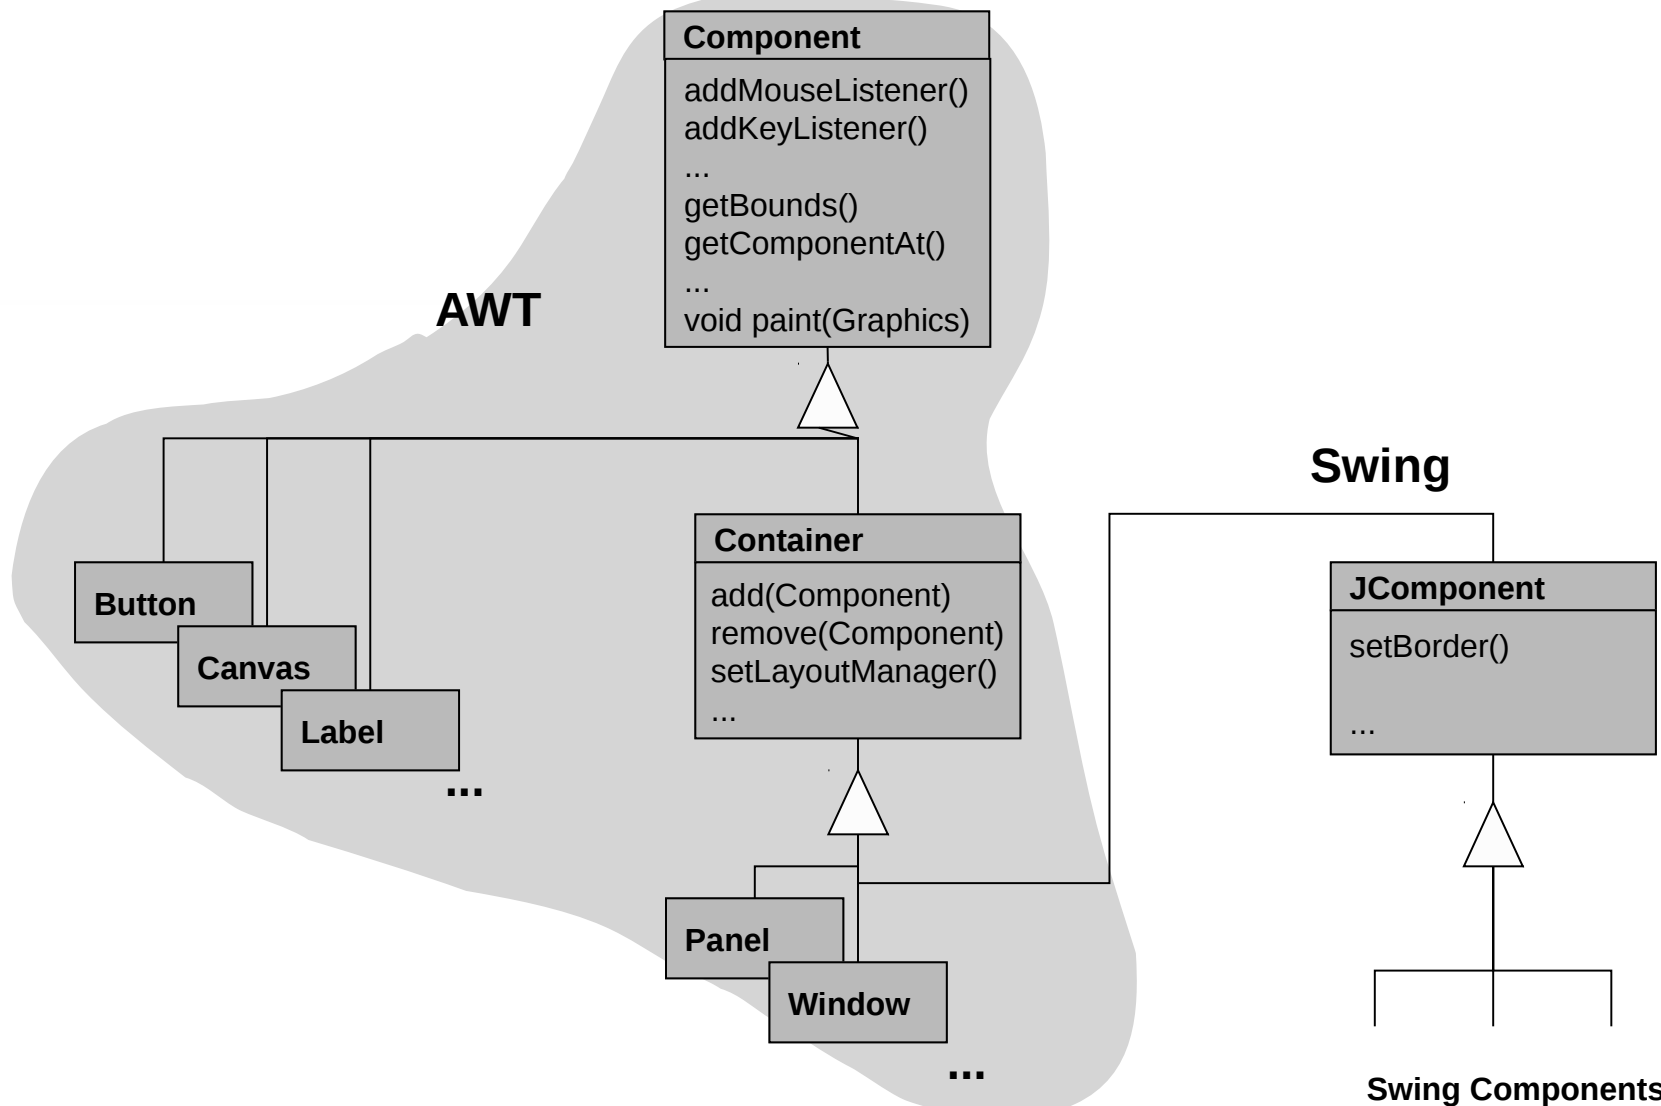 Component
addMouseListener()
addKeyListener()
...
getBounds()
getComponentAt()
...
void paint(Graphics)
AWT
Swing
Container
add(Component)
remove(Component)
setLayoutManager()
...
JComponent
setBorder()
...
Button
Canvas
Label
...
Panel
Window
...
Swing Components